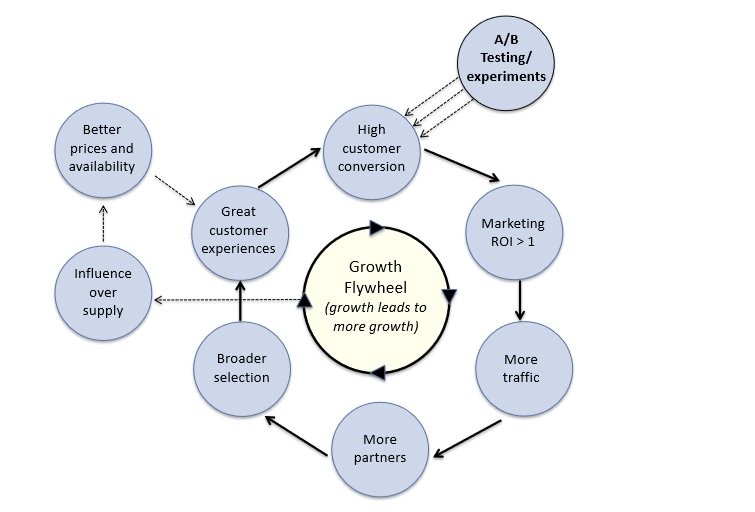 A/B
Testing/
experiments
High
customer
conversion
Better
prices and
availability
Great
customer
experiences
Marketing
ROI > 1
Growth
Flywheel
(growth leads to
more growth)
Influence
over
supply
Broader
selection
More
traffic
More
partners